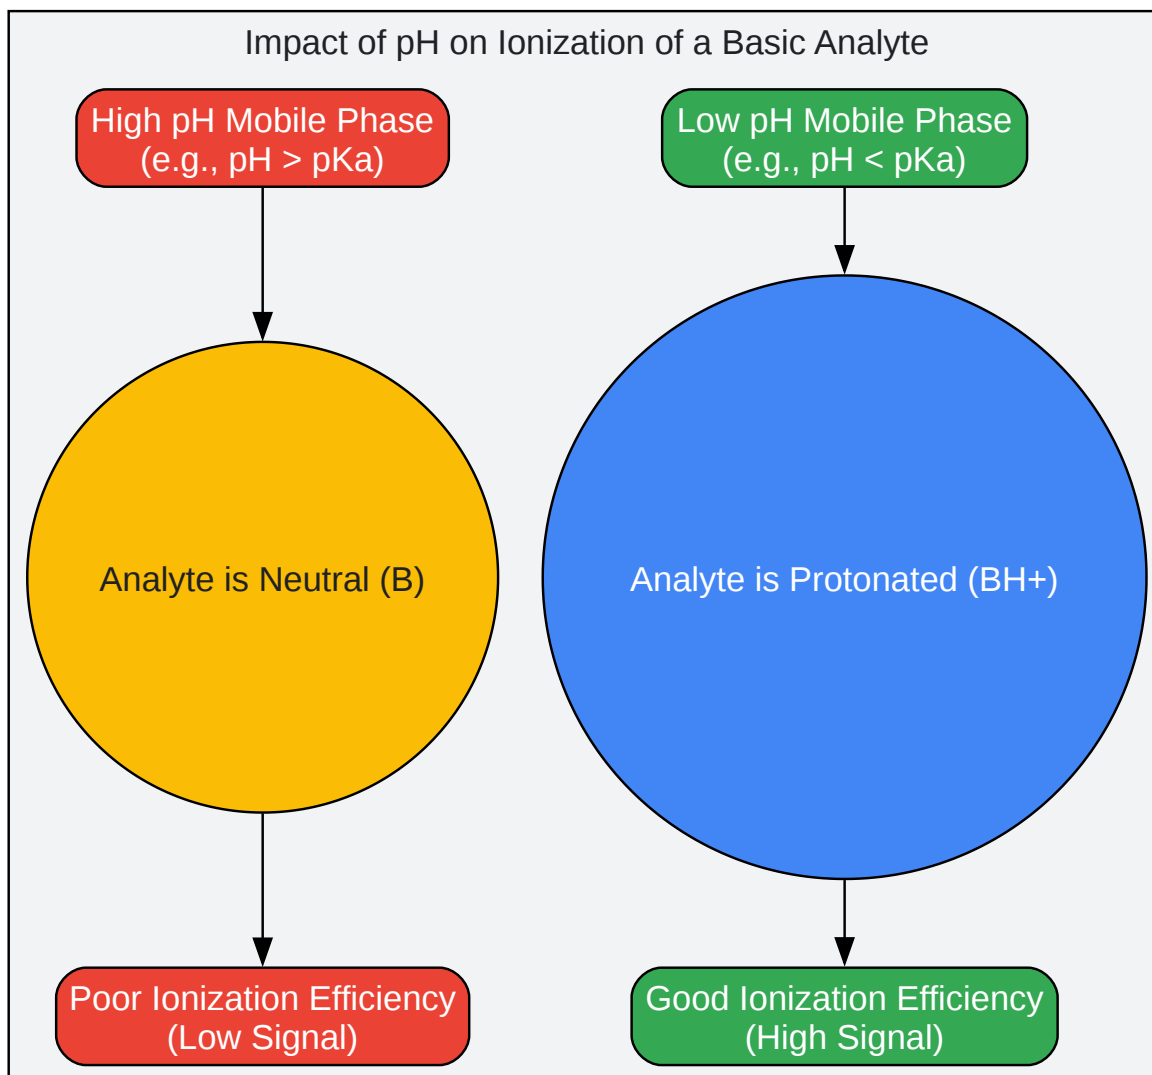 Impact of pH on Ionization of a Basic Analyte
High pH Mobile Phase
(e.g., pH > pKa)
Low pH Mobile Phase
(e.g., pH < pKa)
Analyte is Neutral (B)
Analyte is Protonated (BH+)
Poor Ionization Efficiency
(Low Signal)
Good Ionization Efficiency
(High Signal)